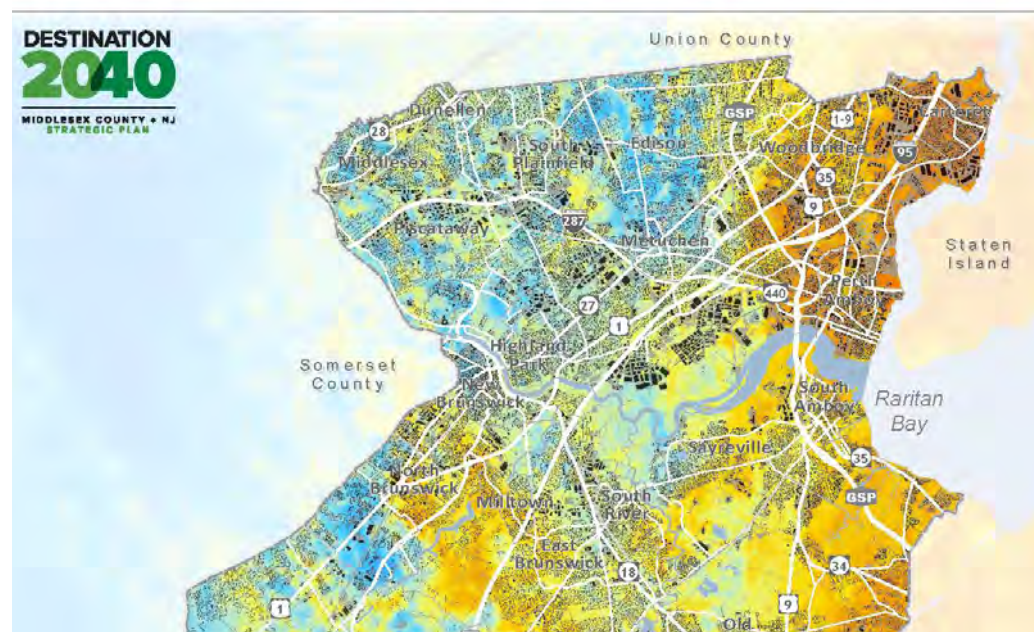 DESTINATION
2040
MIDDLESEX COUNTY • NJ
STRATEGIC PLAN
Union County
Dunellen
GSP
1-9
Carteret
28
South
Plainfield
Edison
Woodbridge
Middlesex
95
35
9
Piscataway
287
Metuchen
Staten
Island
440
Perth
Amboy
27
1
Highland
Park
Somerset
County
New
Brunswick
South
Amboy
Raritan
Bay
Sayreville
35
North
Brunswick
GSP
Milltown
South
River
East
Brunswick
34
18
1
9
Old